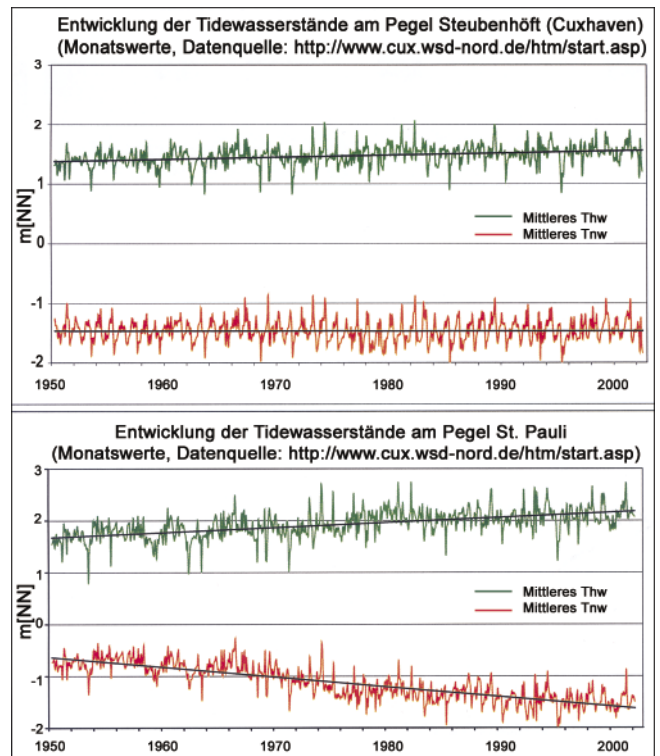 Entwicklung der Tidewasserstände am Pegel Steubenhöft (Cuxhaven)
(Monatswerte, Datenquelle: http://www.cux.wsd-nord.de/htm/start.asp)
3
2
1
0
-1
-2
m[NN]
Mittleres Thw
Mittleres Tnw
1950 1960 1970 1980 1990 2000
Entwicklung der Tidewasserstände am Pegel St. Pauli
(Monatswerte, Datenquelle: http://www.cux.wsd-nord.de/htm/start.asp)
3
2
1
0
-1
-2
m[NN]
Mittleres Thw
Mittleres Tnw
1950 1960 1970 1980 1990 2000